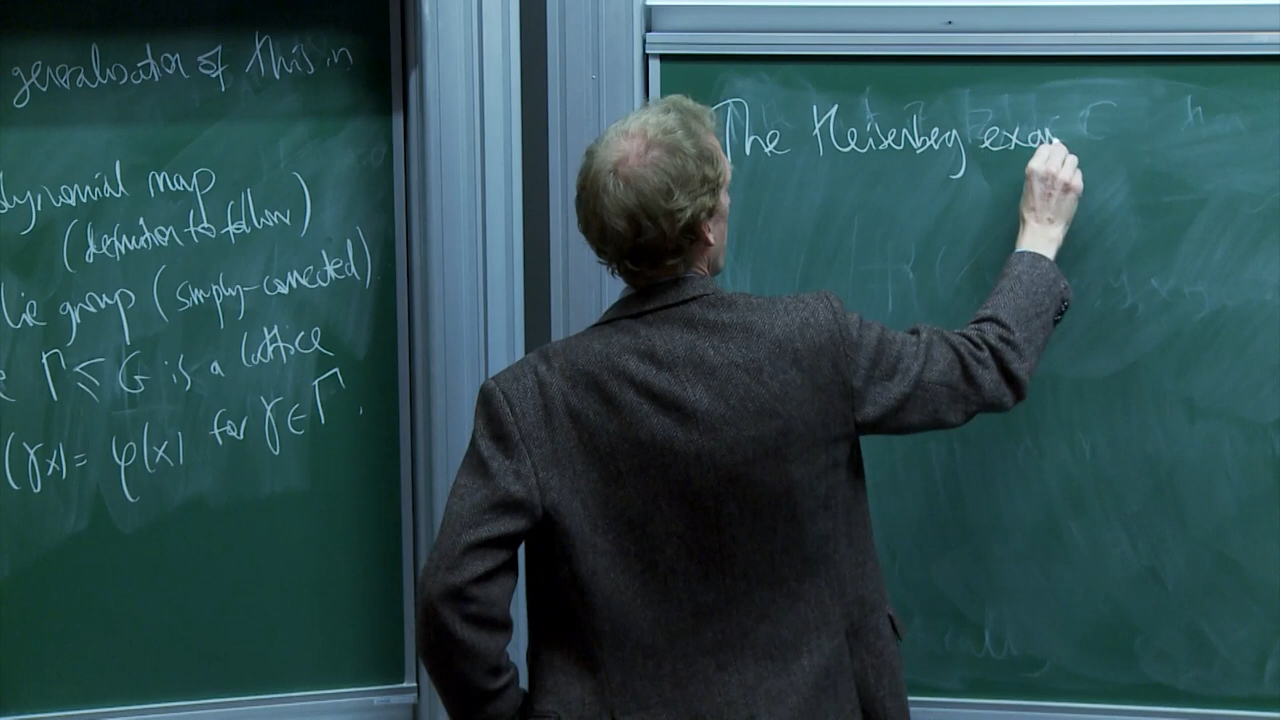 generalisation of this in
olynomial map
(definition to follow)
Lie group (simply-connected)
Γ ⩽ G is a lattice
(γx) = φ(x) for γ ∈ Γ.
The Heisenberg exam